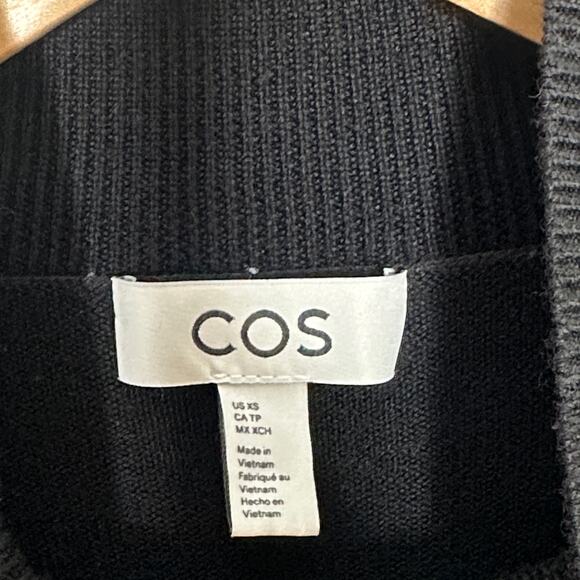 COS
US XS
CA TP
MX XCH
Made in
Vietnam
Fabriqué au
Vietnam
Hecho en
Vietnam